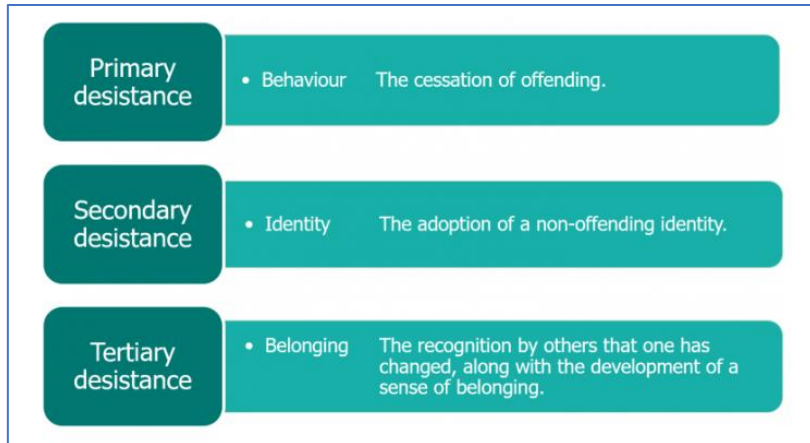 Primary
desistance
• Behaviour The cessation of offending.
Secondary
desistance
• Identity The adoption of a non-offending identity.
Tertiary
desistance
• Belonging The recognition by others that one has
changed, along with the development of a
sense of belonging.